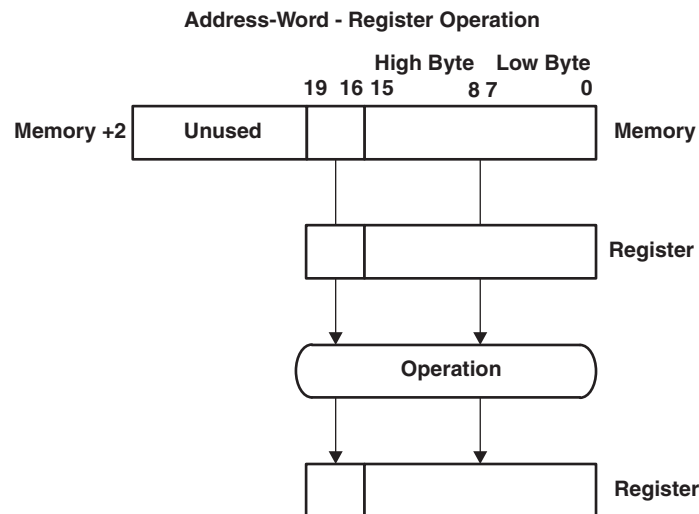 Address-Word - Register Operation
High Byte Low Byte
19 16 15 8 7 0
Memory +2 Unused Memory
Register
Operation
Register